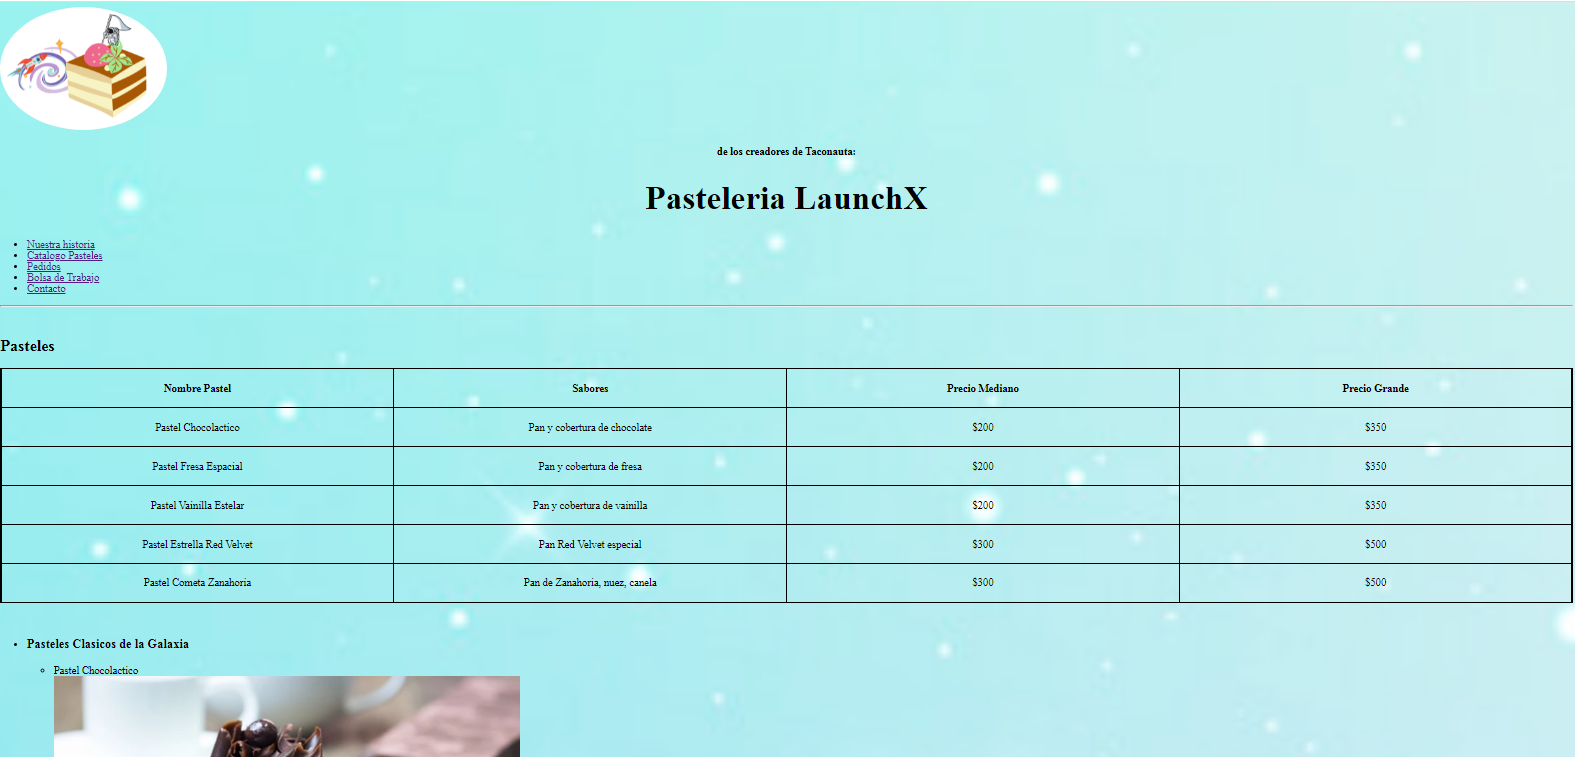 de los creadores de Taconauta:
Pasteleria LaunchX
Nuestra historia
Catalogo Pasteles
Pedidos
Bolsa de Trabajo
Contacto
Pasteles
Nombre Pastel Sabores Precio Mediano Precio Grande
Pastel Chocolactico Pan y cobertura de chocolate $200 $350
Pastel Fresa Espacial Pan y cobertura de fresa $200 $350
Pastel Vainilla Estelar Pan y cobertura de vainilla $200 $350
Pastel Estrella Red Velvet Pan Red Velvet especial $300 $500
Pastel Cometa Zanahoria Pan de Zanahoria, nuez, canela $300 $500
Pasteles Clasicos de la Galaxia
Pastel Chocolactico